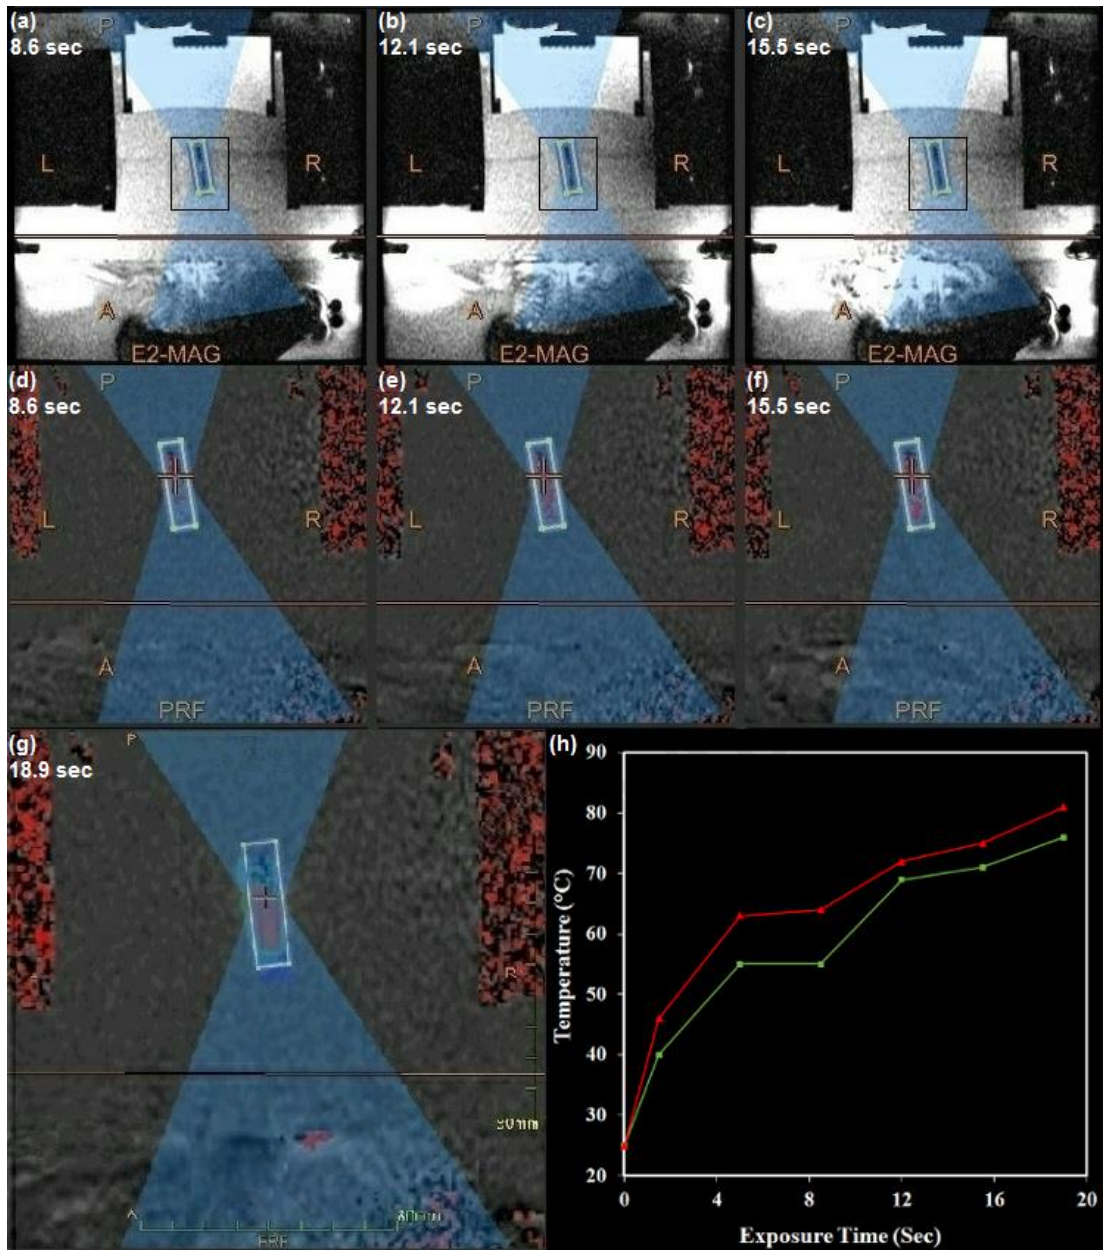 (a)
8.6 sec
P
L
R
A
E2-MAG
(b)
12.1 sec
P
L
R
A
E2-MAG
(c)
15.5 sec
P
L
R
A
E2-MAG
(d)
8.6 sec
P
L
R
A
PRF
(e)
12.1 sec
P
L
R
A
PRF
(f)
15.5 sec
P
L
R
A
PRF
(g)
18.9 sec
P
R
A
PRF
(h)
90
80
70
60
50
40
30
20
0
4
8
12
16
20
Temperature (°C)
Exposure Time (Sec)